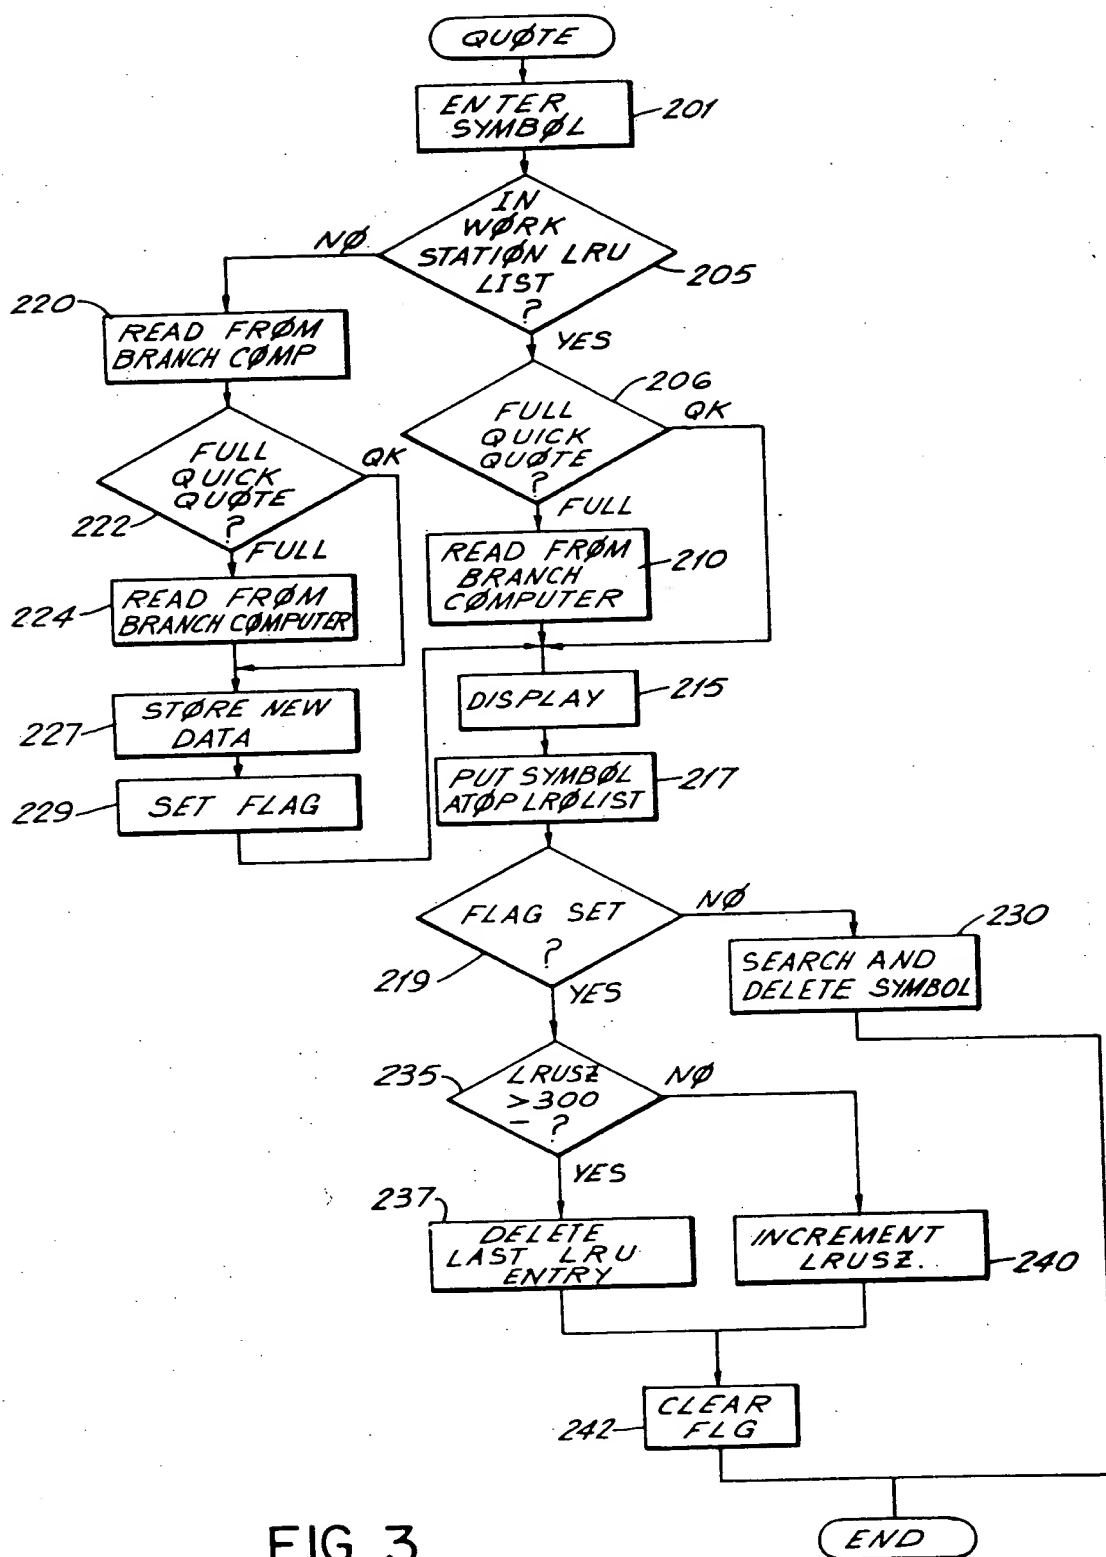 QUØTE
ENTER
SYMBØL
201
IN
WØRK
STATIØN LRU
LIST
?
205
NØ
YES
220
READ FRØM
BRANCH CØMP
206
FULL
QUICK
QUØTE
?
QK
FULL
222
FULL
QUICK
QUØTE
?
QK
FULL
READ FRØM
BRANCH
CØMPUTER
210
224
READ FRØM
BRANCH CØMPUTER
DISPLAY
215
227
STØRE NEW
DATA
PUT SYMBØL
ATØP LRØLIST
217
229
SET FLAG
FLAG SET
?
219
NØ
YES
230
SEARCH AND
DELETE SYMBOL
235
LRUSZ
>300
- ?
NØ
YES
237
DELETE
LAST LRU
ENTRY
INCREMENT
LRUSZ.
240
CLEAR
FLG
242
END
FIG 3